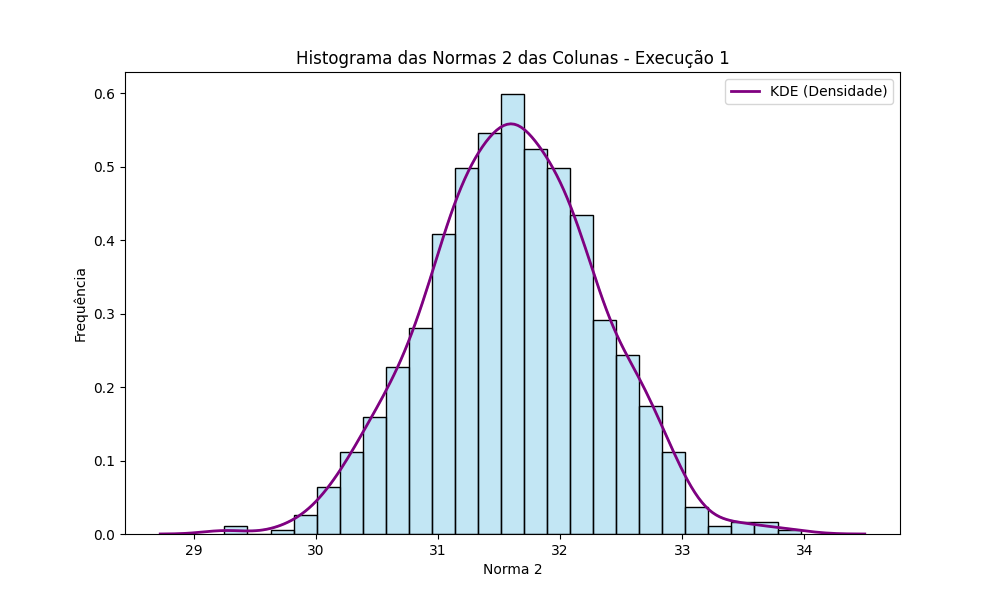 Histograma das Normas 2 das Colunas - Execução 1
KDE (Densidade)
Frequência
0.6
0.5
0.4
0.3
0.2
0.1
0.0
29 30 31 32 33 34
Norma 2